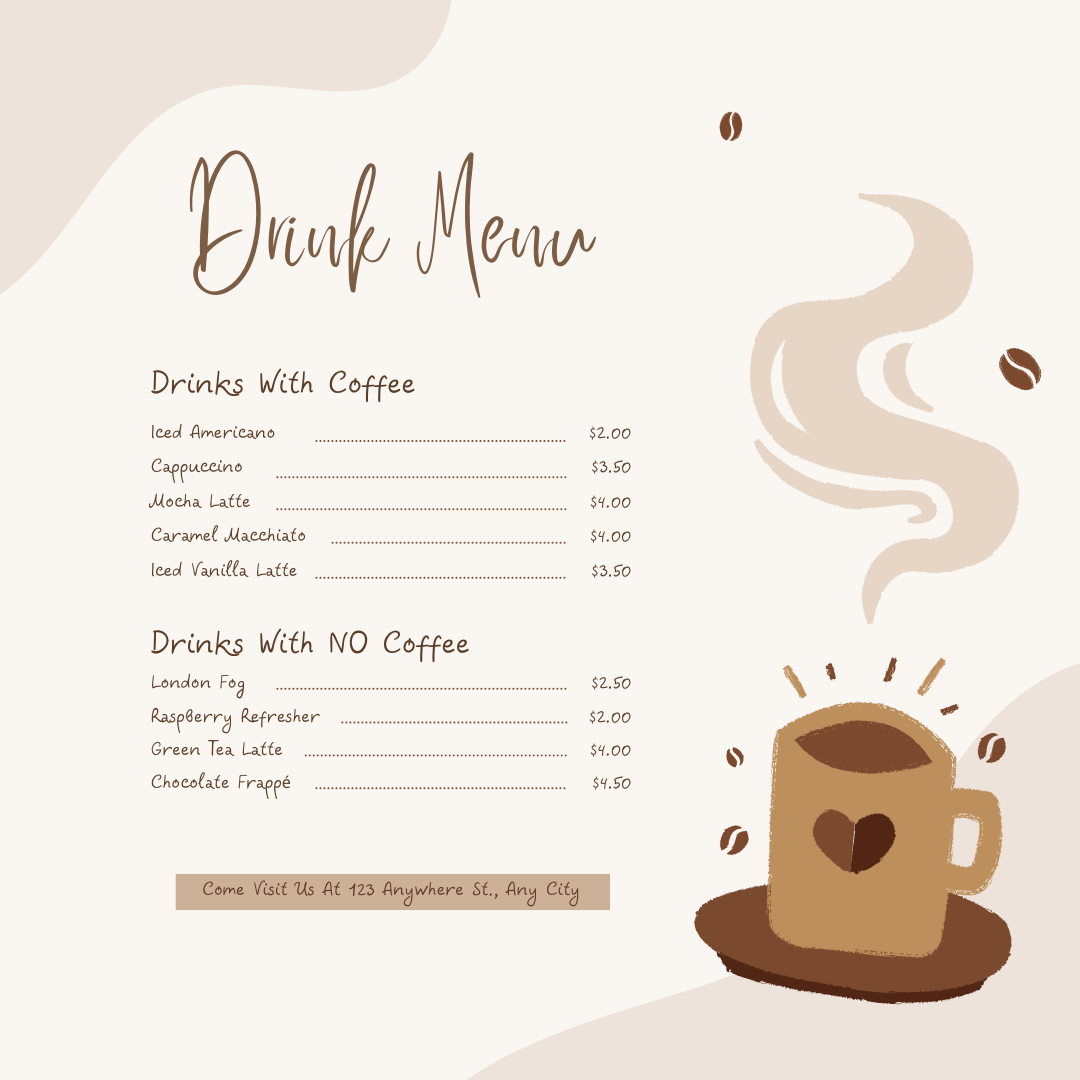 Drink Menu
Drinks With Coffee
Iced Americano $2.00
Cappuccino $3.50
Mocha Latte $4.00
Caramel Macchiato $4.00
Iced Vanilla Latte $3.50
Drinks With NO Coffee
London Fog $2.50
RaspBerry Refresher $2.00
Green Tea Latte $4.00
Chocolate Frappé $4.50
Come Visit Us At 123 Anywhere St., Any City